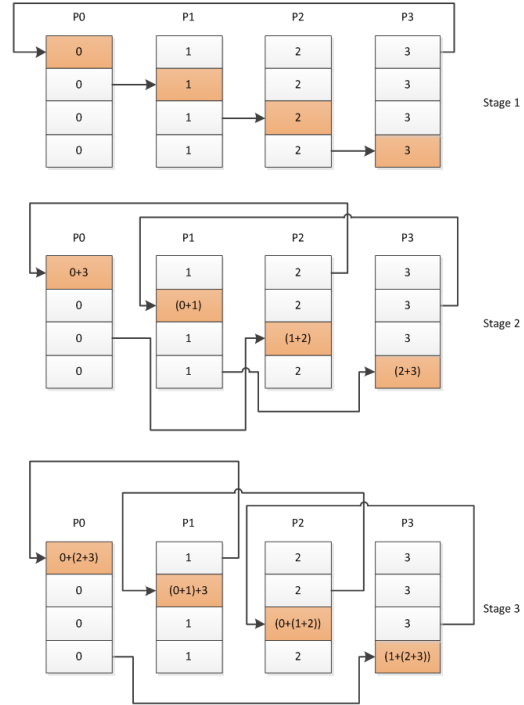 P0 P1 P2 P3
0 1 2 3
0 1 2 3
0 1 2 3
0 1 2 3
Stage 1
P0 P1 P2 P3
0+3 1 2 3
0 (0+1) 2 3
0 1 (1+2) 3
0 1 2 (2+3)
Stage 2
P0 P1 P2 P3
0+(2+3) 1 2 3
0 (0+1)+3 2 3
0 1 (0+(1+2)) 3
0 1 2 (1+(2+3))
Stage 3